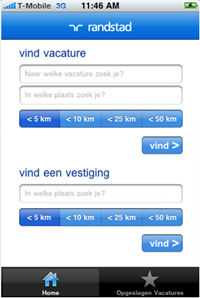 T-Mobile 3G 11:46 AM
randstad
vind vacature
Naar welke vacature zoek je?
In welke plaats zoek je?
< 5 km < 10 km < 25 km < 50 km
vind >
vind een vestiging
In welke plaats zoek je?
< 5 km < 10 km < 25 km < 50 km
vind >
Home Opgeslagen Vacatures